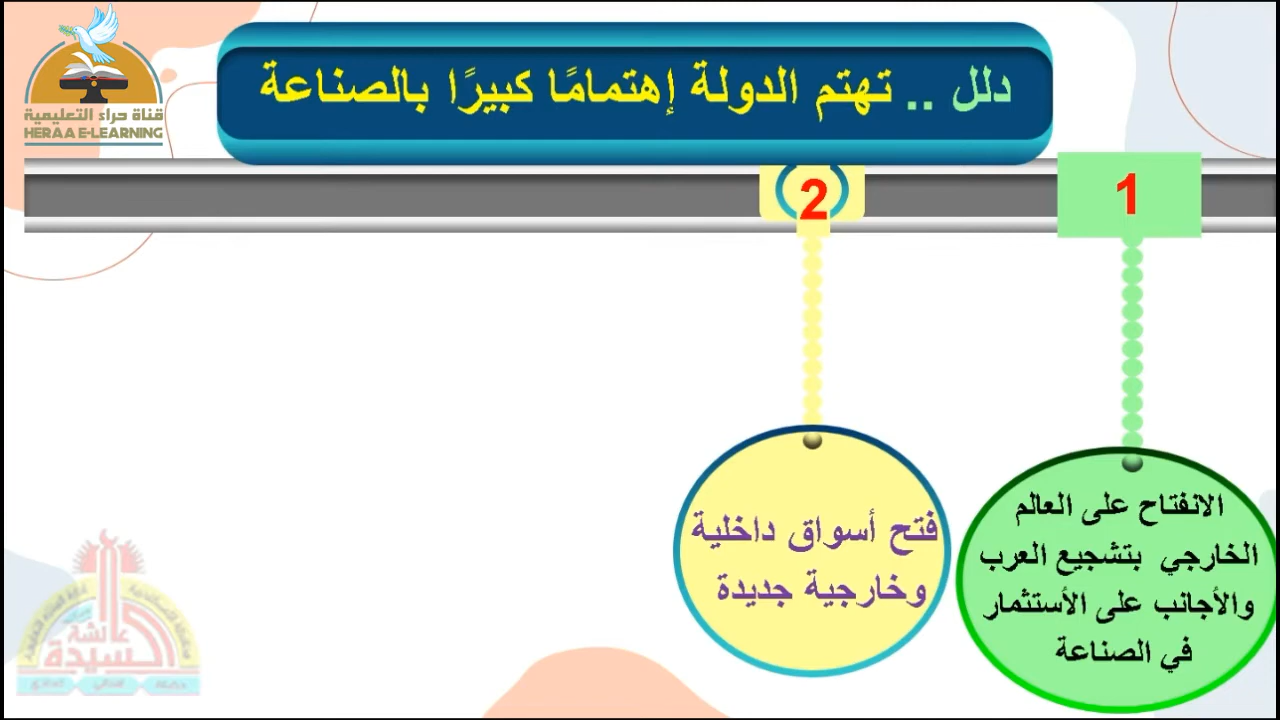 قناة حراء التعليمية
HERAA E-LEARNING
دلل .. تهتم الدولة إهتمامًا كبيرًا بالصناعة
1
2
الانفتاح على العالم
الخارجي بتشجيع العرب
والأجانب على الأستثمار
في الصناعة
فتح أسواق داخلية
وخارجية جديدة
عائشة
السيدة